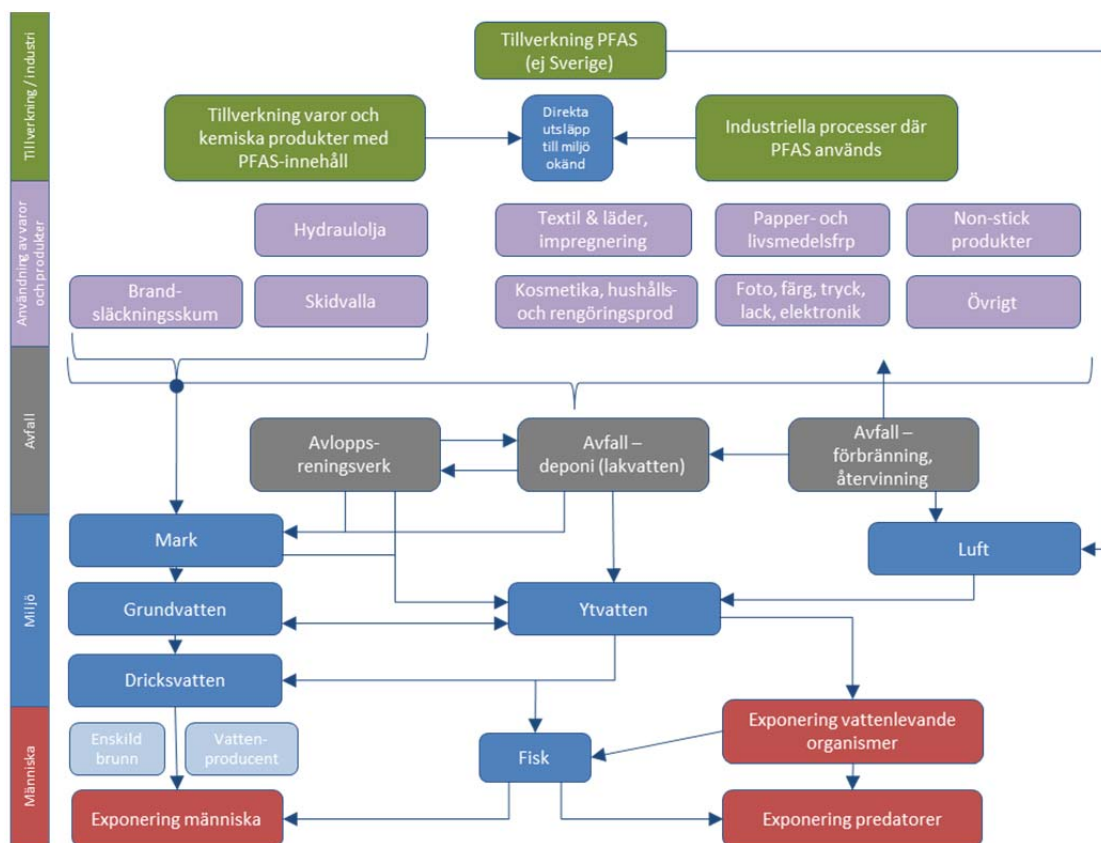 Tillverkning / industri
Tillverkning PFAS
(ej Sverige)
Tillverkning varor och
kemiska produkter med
PFAS-innehåll
Direkta
utsläpp
till miljö
okänd
Industriella processer där
PFAS används
Användning av varor
och produkter
Hydraulolja
Textil & läder,
impregnering
Papper- och
livsmedelsfrp
Non-stick
produkter
Brand-
släckningsskum
Skidvalla
Kosmetika, hushålls-
och rengöringsprod
Foto, färg, tryck,
lack, elektronik
Övrigt
Avfall
Avlopps-
reningsverk
Avfall –
deponi (lakvatten)
Avfall –
förbränning,
återvinning
Miljö
Mark
Luft
Grundvatten
Ytvatten
Dricksvatten
Människa
Enskild
brunn
Vatten-
producent
Fisk
Exponering vattenlevande
organismer
Exponering människa
Exponering predatorer